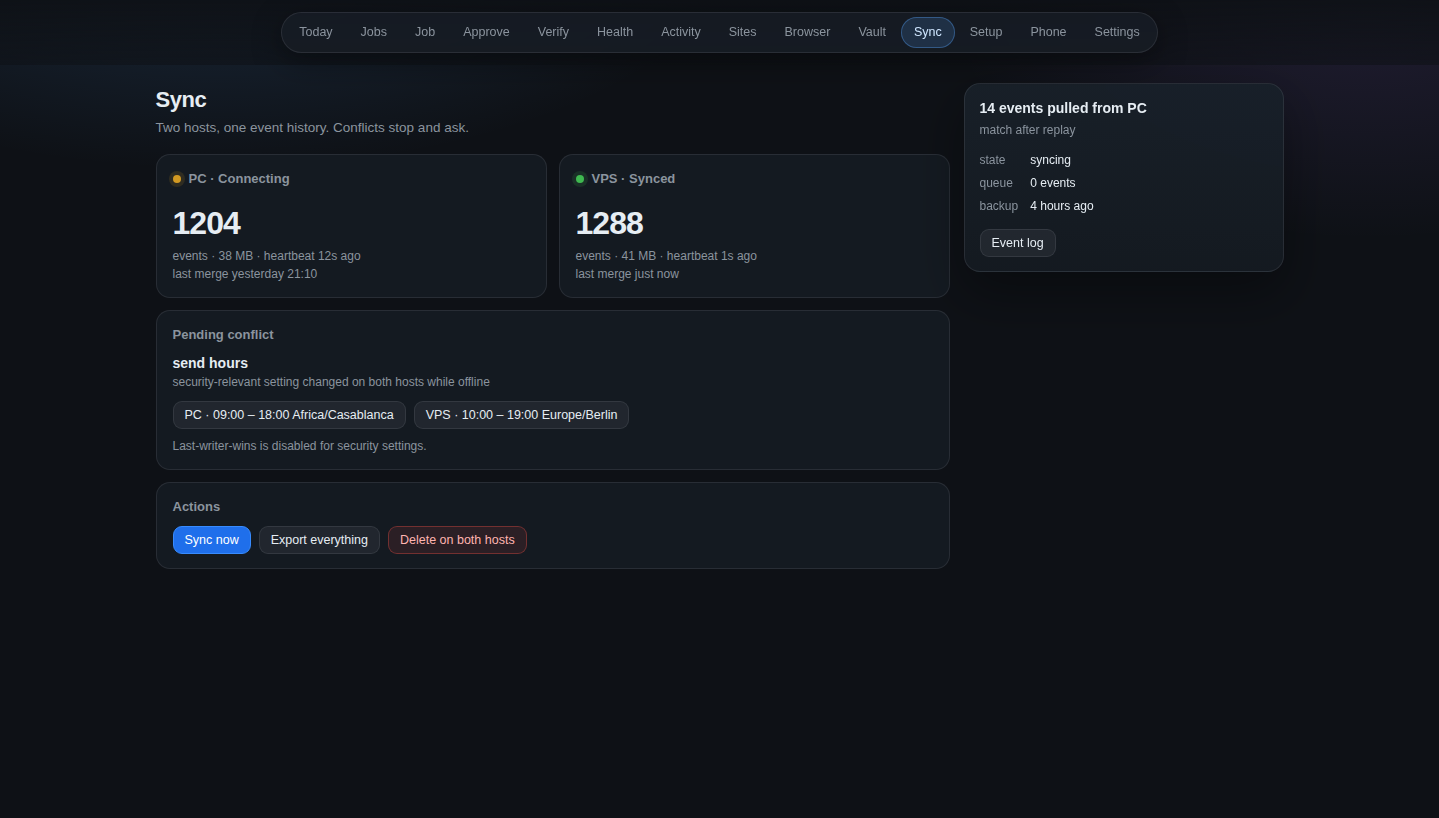 Today Jobs Job Approve Verify Health Activity Sites Browser Vault Sync Setup Phone Settings
Sync
Two hosts, one event history. Conflicts stop and ask.
PC · Connecting
1204
events · 38 MB · heartbeat 12s ago
last merge yesterday 21:10
VPS · Synced
1288
events · 41 MB · heartbeat 1s ago
last merge just now
Pending conflict
send hours
security-relevant setting changed on both hosts while offline
PC · 09:00 – 18:00 Africa/Casablanca VPS · 10:00 – 19:00 Europe/Berlin
Last-writer-wins is disabled for security settings.
Actions
Sync now Export everything Delete on both hosts
14 events pulled from PC
match after replay
state syncing
queue 0 events
backup 4 hours ago
Event log